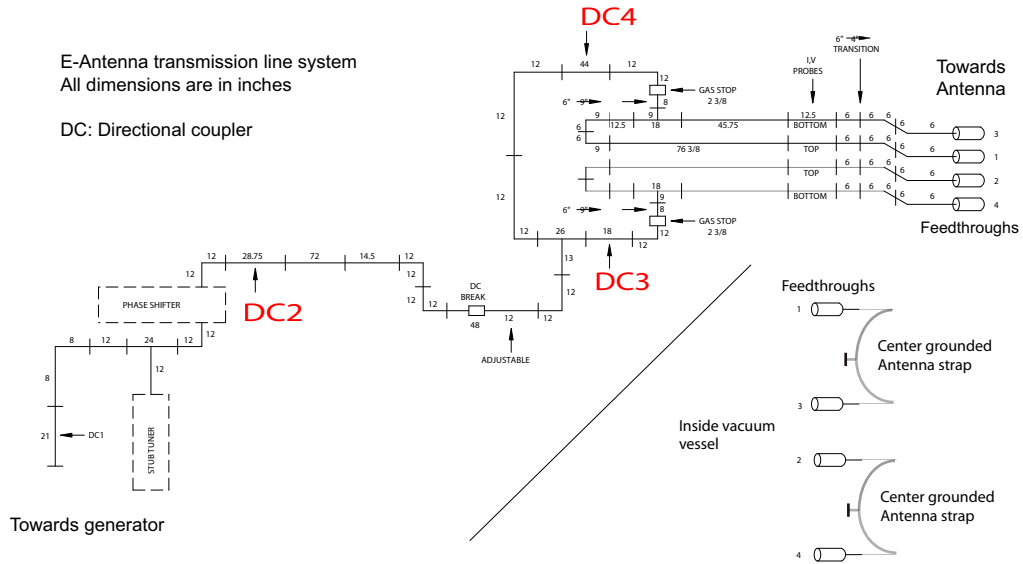 DC4
6" 4"
TRANSITION
E-Antenna transmission line system
All dimensions are in inches
DC: Directional coupler
12 44 12
12
GAS STOP
2 3/8
8
6" 9"
I,V
PROBES
Towards
Antenna
9 9 12.5 6 6 6
6 12.5 18 45.75 BOTTOM 6 3
9 76 3/8 TOP 6 6 6 6 1
12
TOP 6 6 6 6 2
18 BOTTOM 6 6 6 6 4
12
9
8
6" 9"
GAS STOP
2 3/8
Feedthroughs
12 26 18 12 12
DC3
13
12 28.75 72 14.5 12
12 12
DC2
12
PHASE SHIFTER
DC
BREAK
12 48 12 12
ADJUSTABLE
12
8 12 24 12
8 12
21 DC1
STUB TUNER
Towards generator
Feedthroughs
1
Center grounded
Antenna strap
3
Inside vacuum
vessel
2
Center grounded
Antenna strap
4